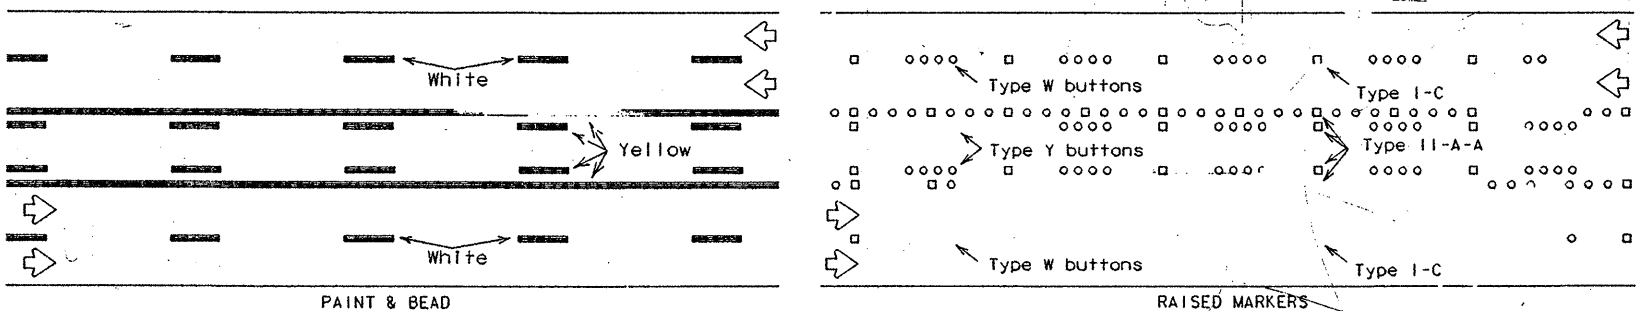 White
Yellow
White
PAINT & BEAD
Type W buttons
Type I-C
Type Y buttons
Type II-A-A
Type W buttons
Type I-C
RAISED MARKERS